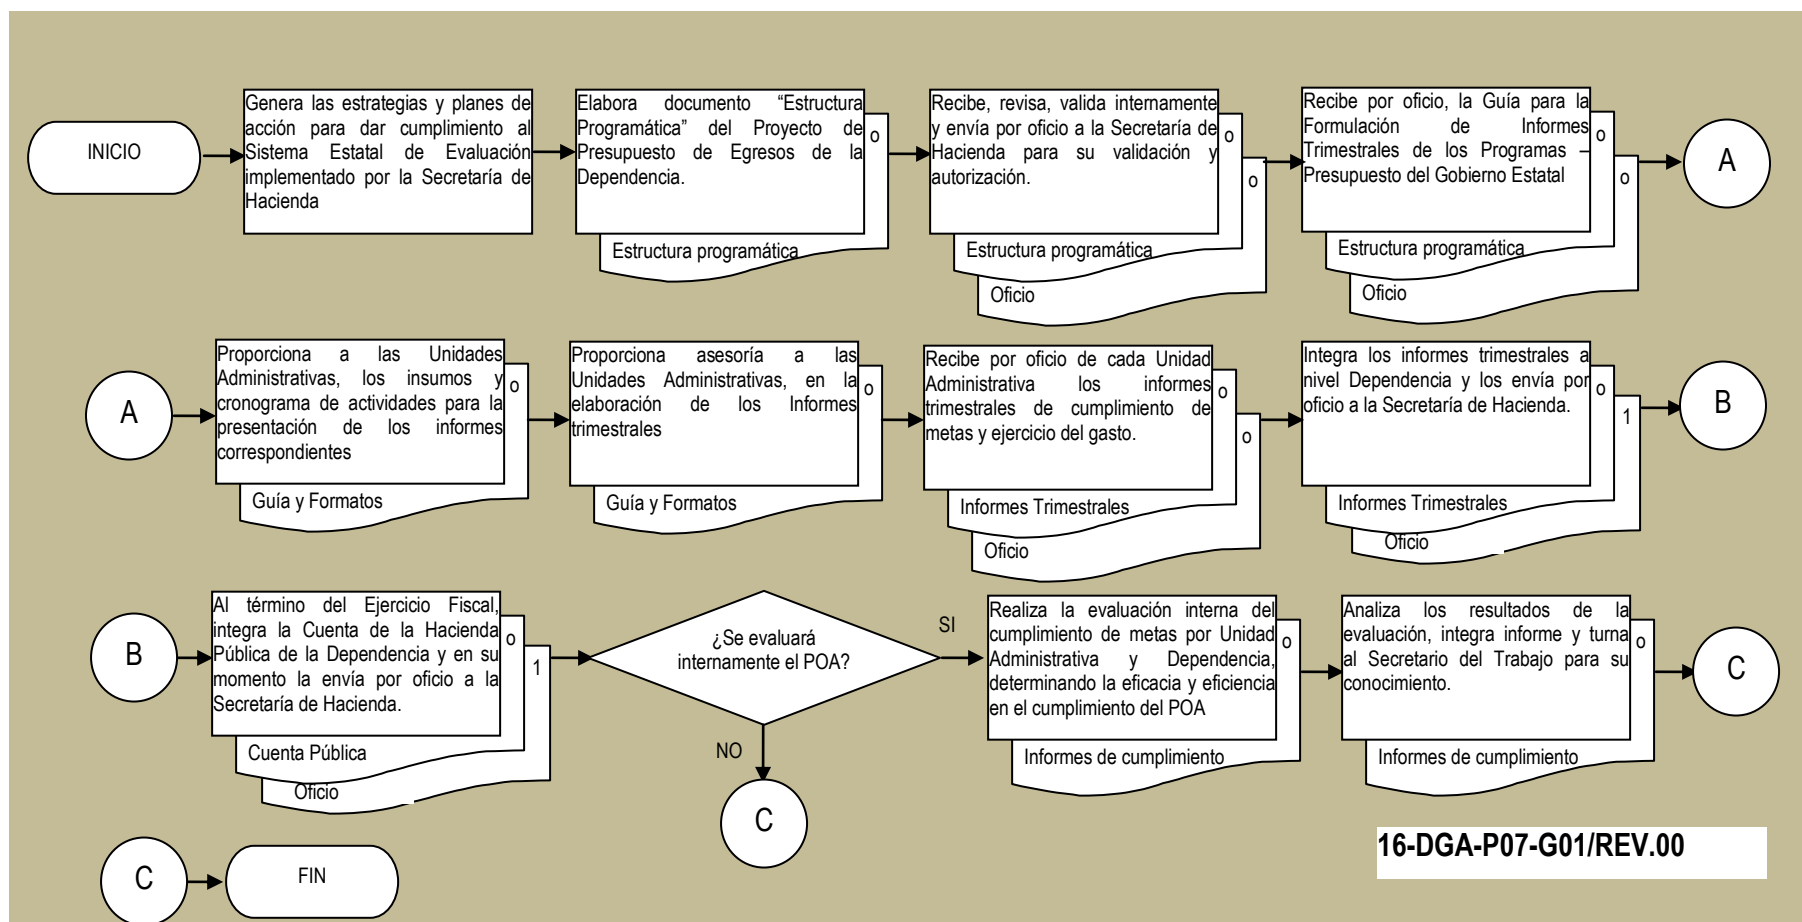 INICIO
Genera las estrategias y planes de
acción para dar cumplimiento al
Sistema Estatal de Evaluación
implementado por la Secretaría de
Hacienda
Elabora documento “Estructura
Programática” del Proyecto de
Presupuesto de Egresos de la
Dependencia.
o
Estructura programática
Recibe, revisa, valida internamente
y envía por oficio a la Secretaría de
Hacienda para su validación y
autorización.
o
o
Estructura programática
Oficio
Recibe por oficio, la Guía para la
Formulación de Informes
Trimestrales de los Programas –
Presupuesto del Gobierno Estatal
o
o
Estructura programática
Oficio
A
A
Proporciona a las Unidades
Administrativas, los insumos y
cronograma de actividades para la
presentación de los informes
correspondientes
o
Guía y Formatos
Proporciona asesoría a las
Unidades Administrativas, en la
elaboración de los Informes
trimestrales
o
Guía y Formatos
Recibe por oficio de cada Unidad
Administrativa los informes
trimestrales de cumplimiento de
metas y ejercicio del gasto.
o
o
Informes Trimestrales
Oficio
Integra los informes trimestrales a
nivel Dependencia y los envía por
oficio a la Secretaría de Hacienda.
o
1
Informes Trimestrales
Oficio
B
B
Al término del Ejercicio Fiscal,
integra la Cuenta de la Hacienda
Pública de la Dependencia y en su
momento la envía por oficio a la
Secretaría de Hacienda.
o
1
Cuenta Pública
Oficio
¿Se evaluará
internamente el POA?
SI
NO
C
Realiza la evaluación interna del
cumplimiento de metas por Unidad
Administrativa y Dependencia,
determinando la eficacia y eficiencia
en el cumplimiento del POA
o
Informes de cumplimiento
Analiza los resultados de la
evaluación, integra informe y turna
al Secretario del Trabajo para su
conocimiento.
o
Informes de cumplimiento
C
C
FIN
16-DGA-P07-G01/REV.00